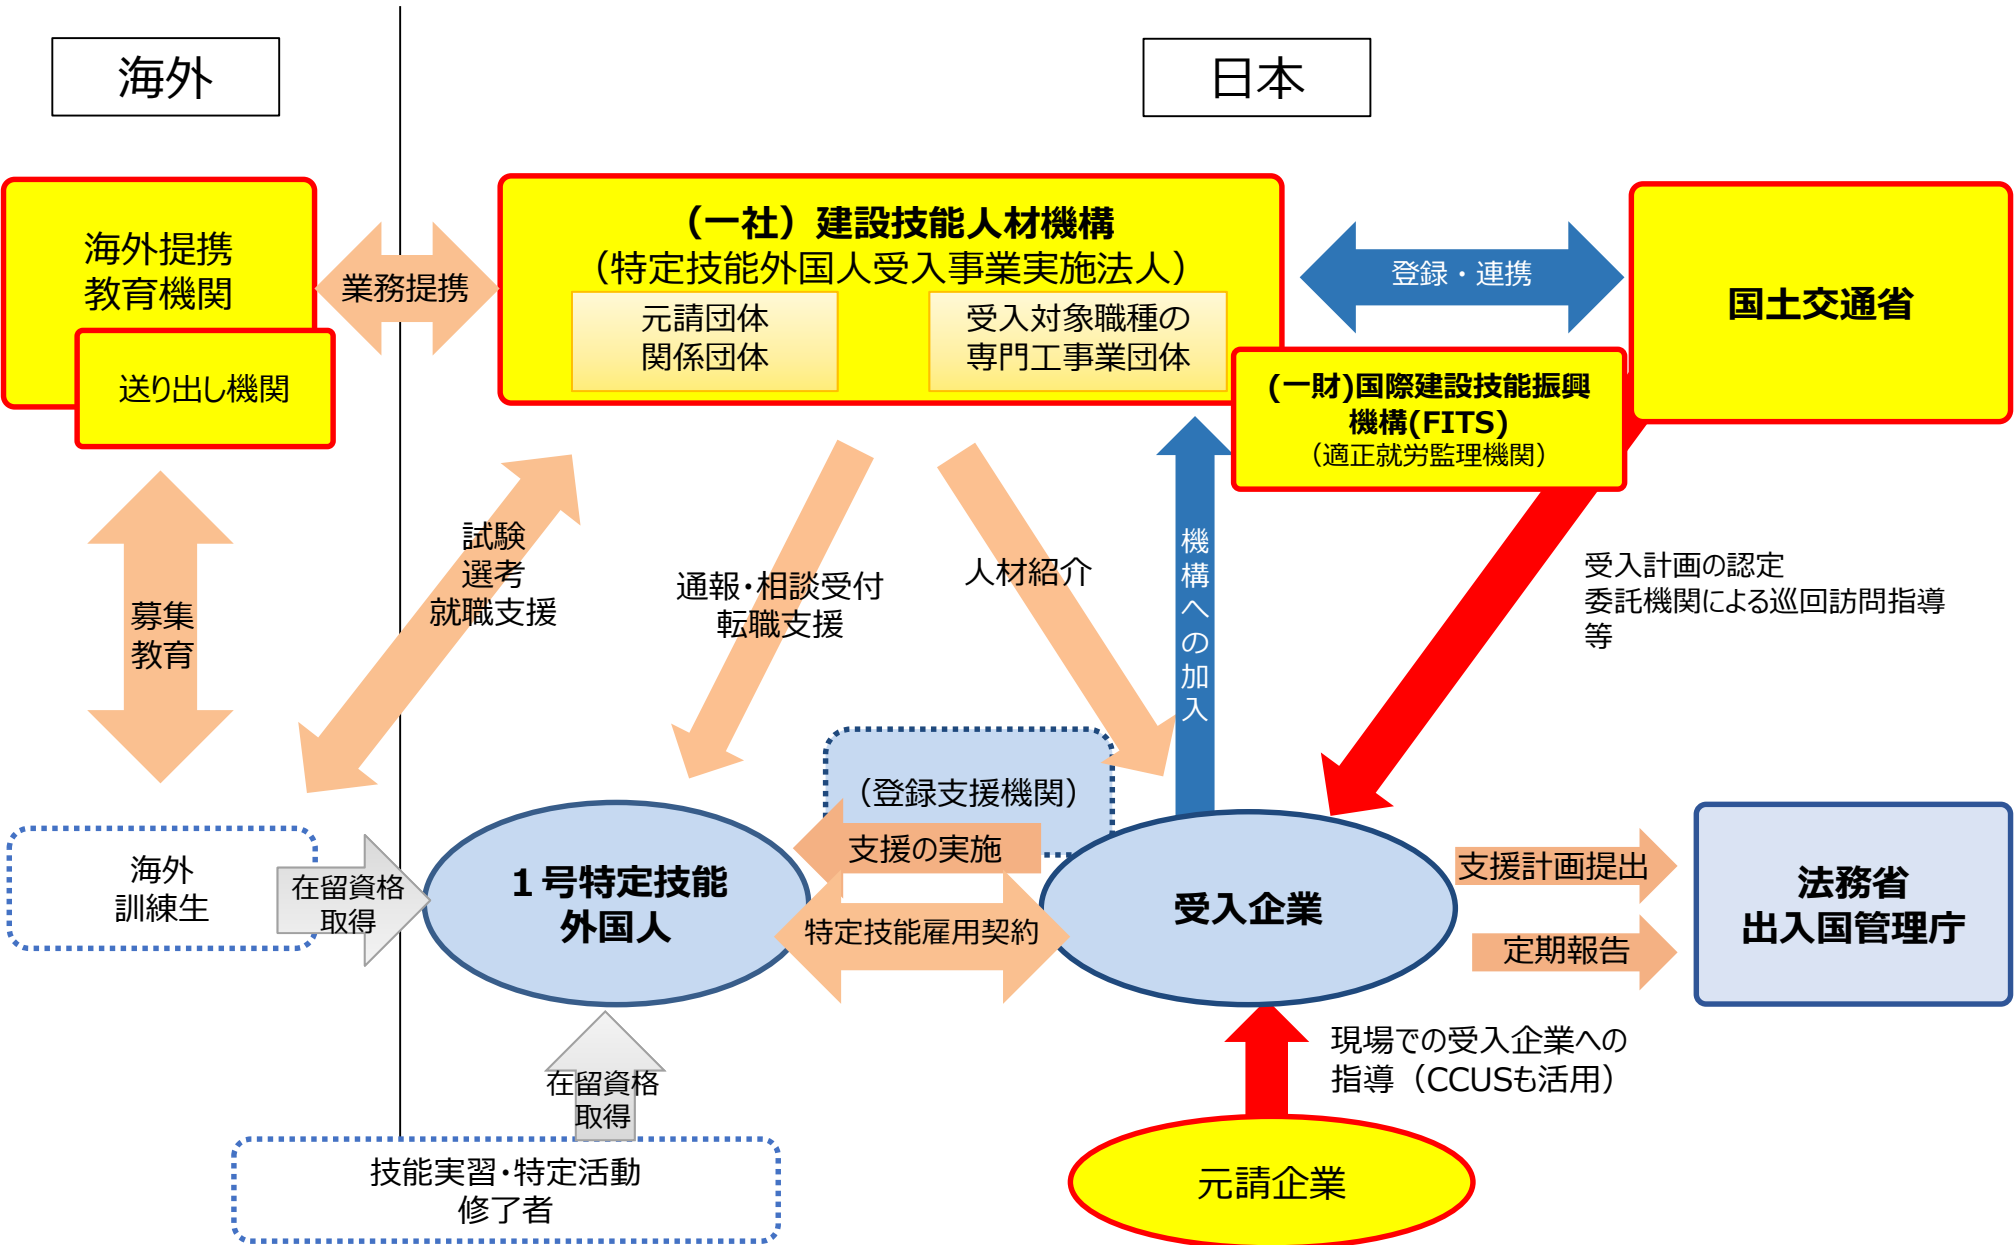 海外
日本
海外提携
教育機関
送り出し機関
業務提携
（一社）建設技能人材機構
（特定技能外国人受入事業実施法人）
元請団体
関係団体
受入対象職種の
専門工事業団体
登録・連携
国土交通省
(一財)国際建設技能振興
機構(FITS)
（適正就労監理機関）
募集
教育
試験
選考
就職支援
通報・相談受付
転職支援
人材紹介
機構への加入
受入計画の認定
委託機関による巡回訪問指導
等
（登録支援機関）
支援の実施
海外
訓練生
在留資格
取得
１号特定技能
外国人
特定技能雇用契約
受入企業
支援計画提出
定期報告
法務省
出入国管理庁
在留資格
取得
現場での受入企業への
指導（CCUSも活用）
技能実習・特定活動
修了者
元請企業